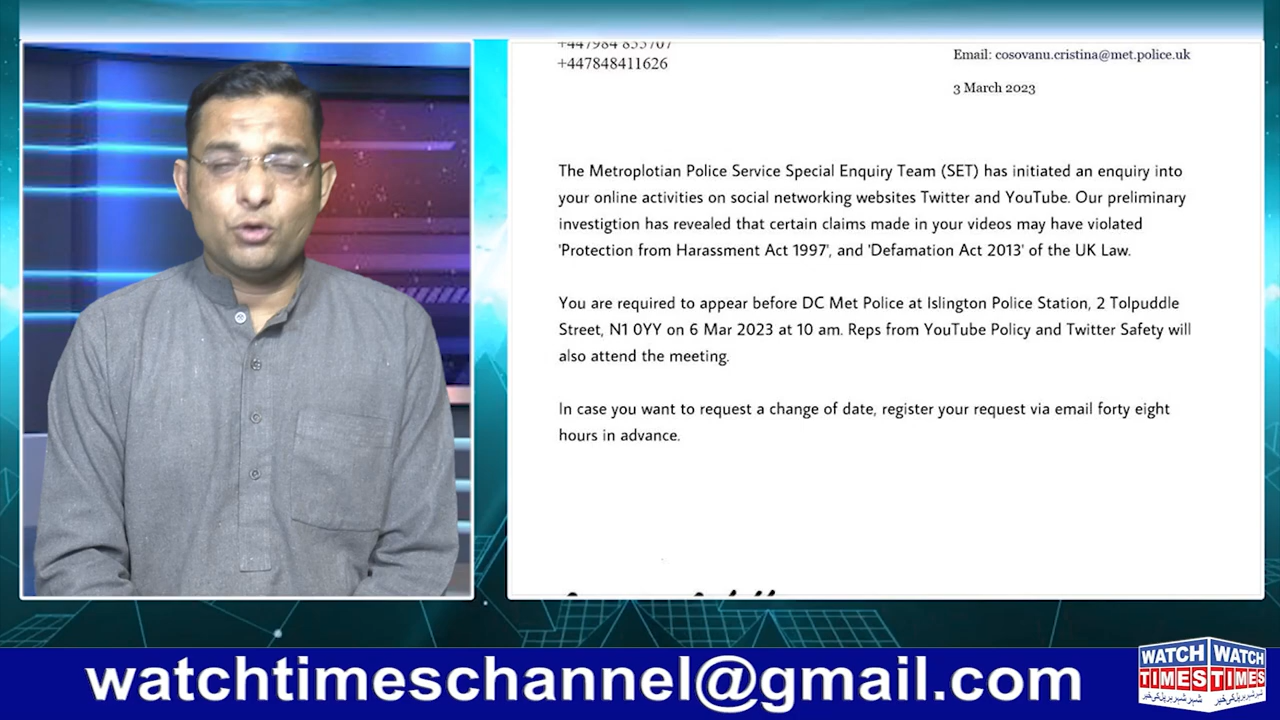 +447984 855707
+447848411626
Email: cosovanu.cristina@met.police.uk
3 March 2023
The Metroplotian Police Service Special Enquiry Team (SET) has initiated an enquiry into
your online activities on social networking websites Twitter and YouTube. Our preliminary
investigtion has revealed that certain claims made in your videos may have violated
'Protection from Harassment Act 1997', and 'Defamation Act 2013' of the UK Law.
You are required to appear before DC Met Police at Islington Police Station, 2 Tolpuddle
Street, N1 0YY on 6 Mar 2023 at 10 am. Reps from YouTube Policy and Twitter Safety will
also attend the meeting.
In case you want to request a change of date, register your request via email forty eight
hours in advance.
watchtimeschannel@gmail.com
WATCH WATCH
TIMES TIMES